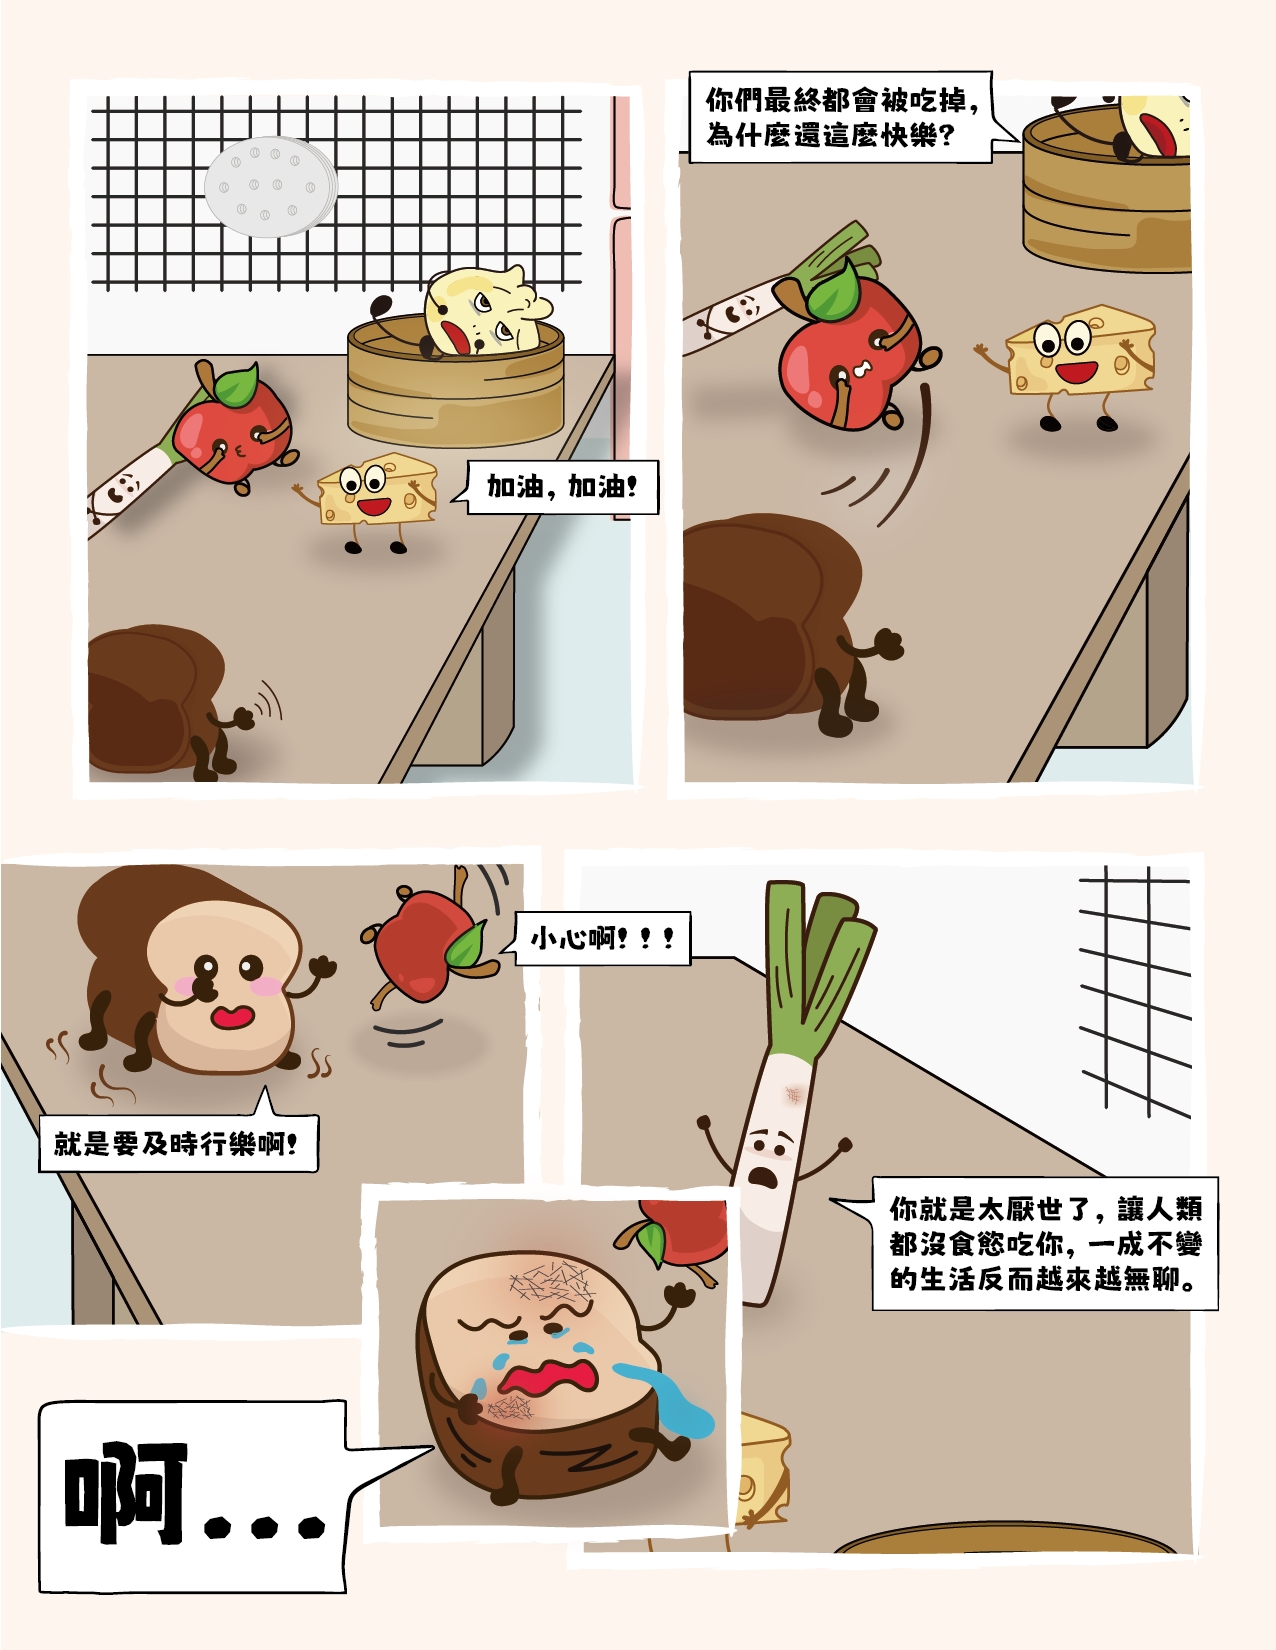 加油，加油！
你們最終都會被吃掉，
為什麼還這麼快樂？
小心啊！！！
就是要及時行樂啊！
你就是太厭世了，讓人類
都沒食慾吃你，一成不變
的生活反而越來越無聊。
啊...